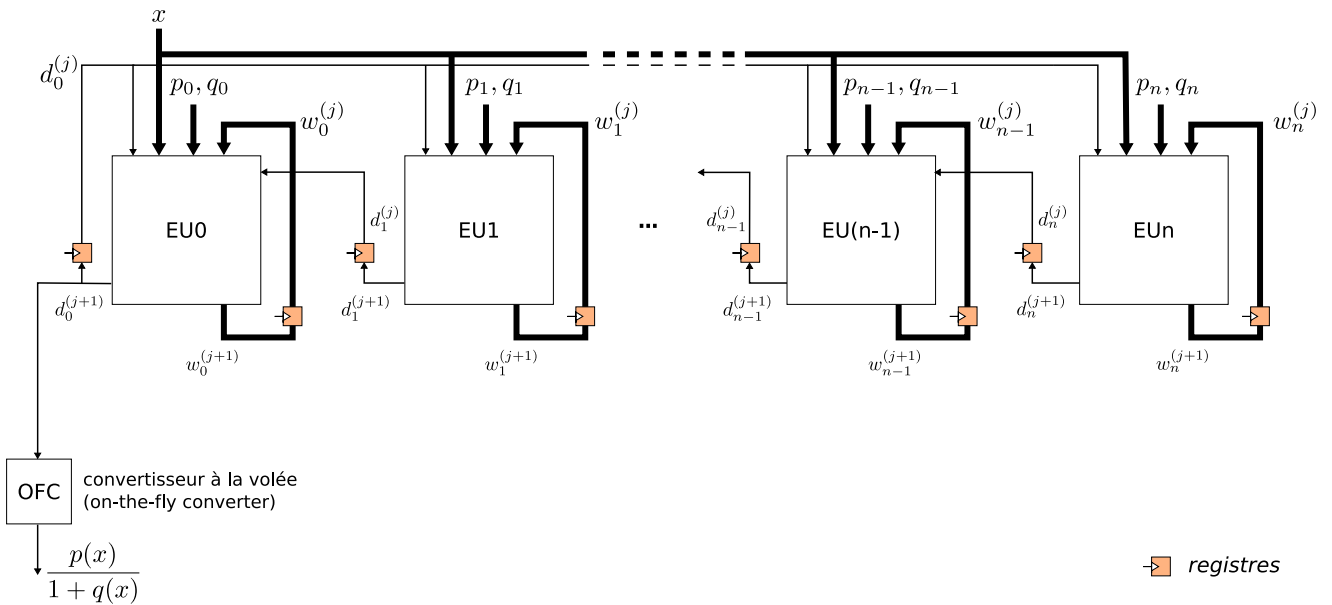 x
d_0^{(j)}
p_0, q_0
w_0^{(j)}
p_1, q_1
w_1^{(j)}
p_{n-1}, q_{n-1}
w_{n-1}^{(j)}
p_n, q_n
w_n^{(j)}
EU0
d_1^{(j)}
EU1
...
d_{n-1}^{(j)}
EU(n-1)
d_n^{(j)}
EUn
d_0^{(j+1)}
d_1^{(j+1)}
d_{n-1}^{(j+1)}
d_n^{(j+1)}
w_0^{(j+1)}
w_1^{(j+1)}
w_{n-1}^{(j+1)}
w_n^{(j+1)}
OFC
convertisseur à la volée
(on-the-fly converter)
p(x)
1 + q(x)
registres